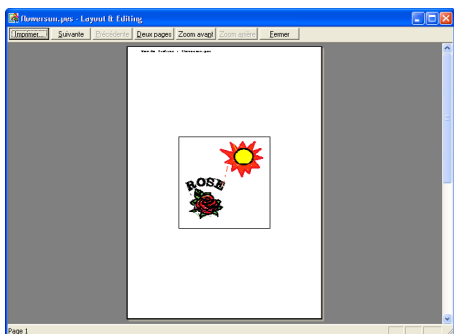 flowersun.pes - Layout & Editing
Imprimer... Suivante Précédente Deux pages Zoom avant Zoom arrière Fermer
ROSE
Page 1